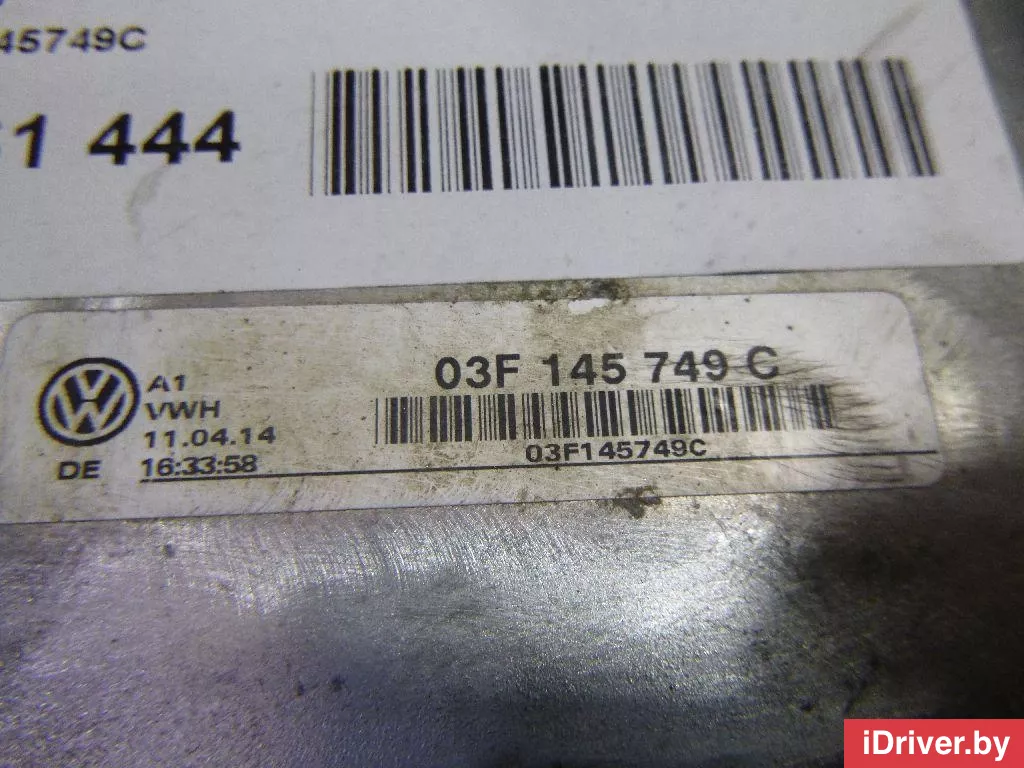 45749C
1 444
03F 145 749 C
A1
VWH
11.04.14
03F145749C
DE 16:33:58
iDriver.by